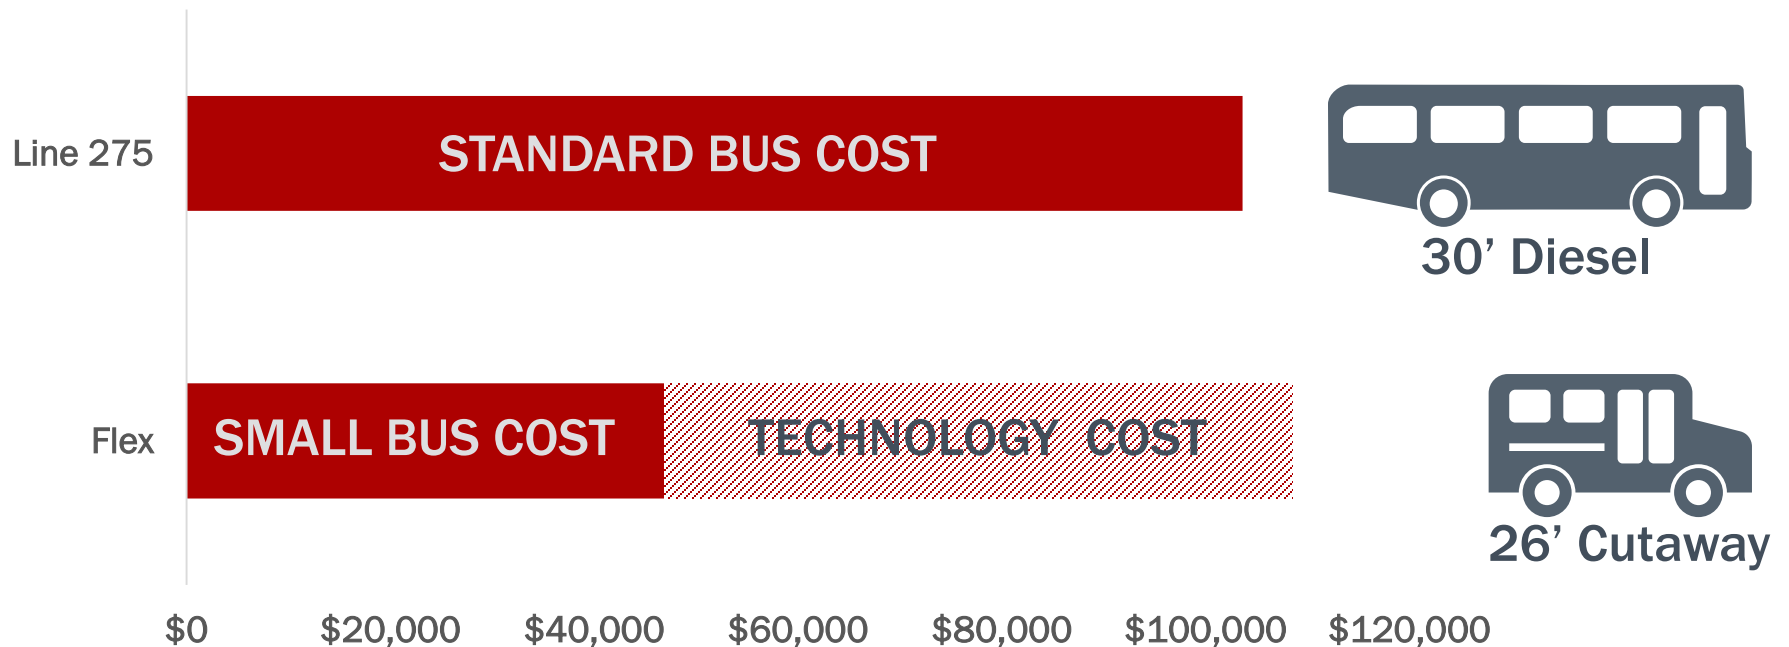 Line 275
STANDARD BUS COST
30’ Diesel
Flex
SMALL BUS COST
TECHNOLOGY COST
26’ Cutaway
$0 $20,000 $40,000 $60,000 $80,000 $100,000 $120,000